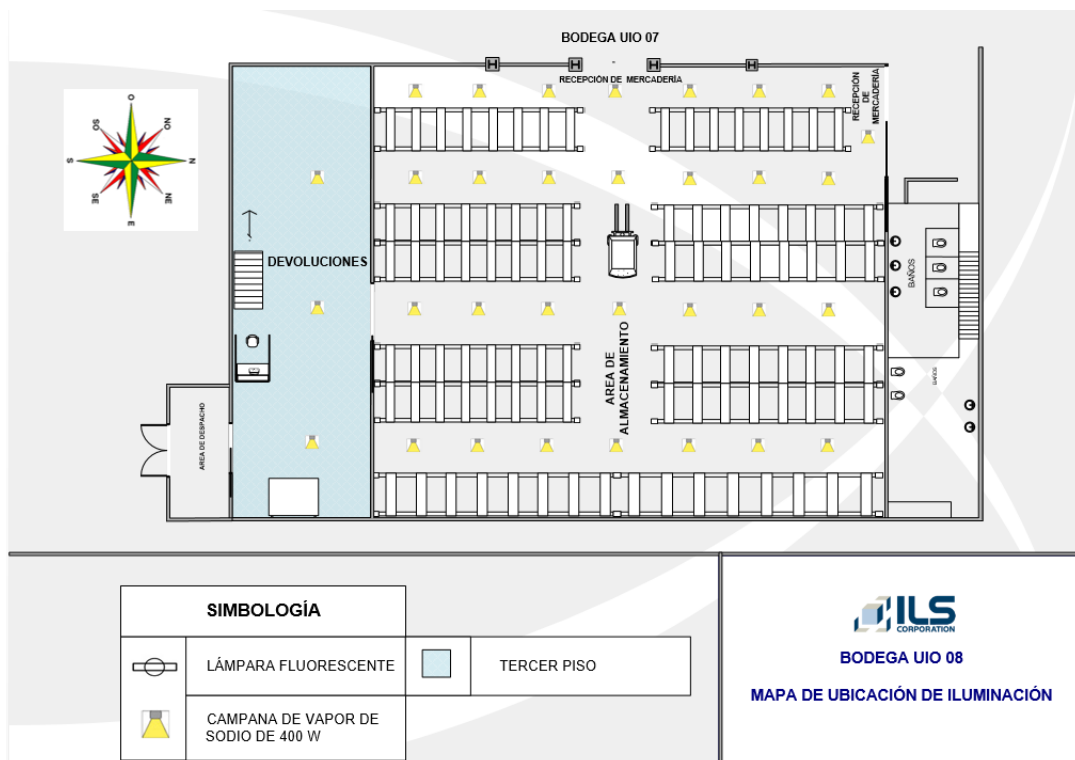 BODEGA UIO 07
RECEPCIÓN DE MERCADERÍA
RECEPCIÓN
DE
MERCADERÍA
O
SO
NO
S
N
SE
NE
E
DEVOLUCIONES
BAÑOS
AREA DE
ALMACENAMIENTO
BAÑOS
AREA DE DESPACHO
SIMBOLOGÍA
LÁMPARA FLUORESCENTE
TERCER PISO
CAMPANA DE VAPOR DE
SODIO DE 400 W
ILS
CORPORATION
BODEGA UIO 08
MAPA DE UBICACIÓN DE ILUMINACIÓN